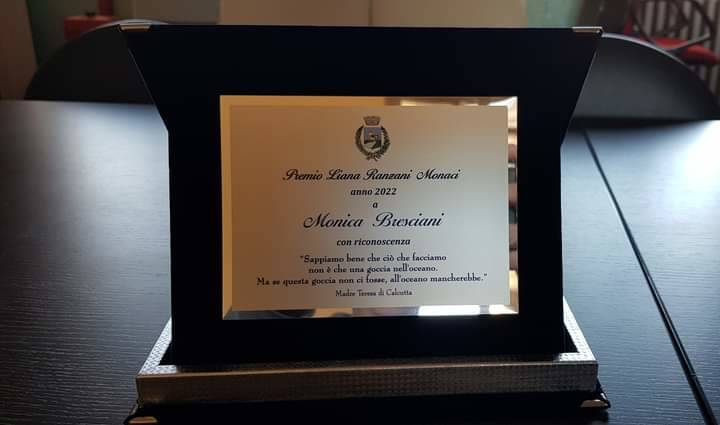 Premio Liana Ranzani Monaci
anno 2022
a
Monica Bresciani
con riconoscenza
"Sappiamo bene che ciò che facciamo
non è che una goccia nell'oceano.
Ma se questa goccia non ci fosse, all'oceano mancherebbe."
Madre Teresa di Calcutta